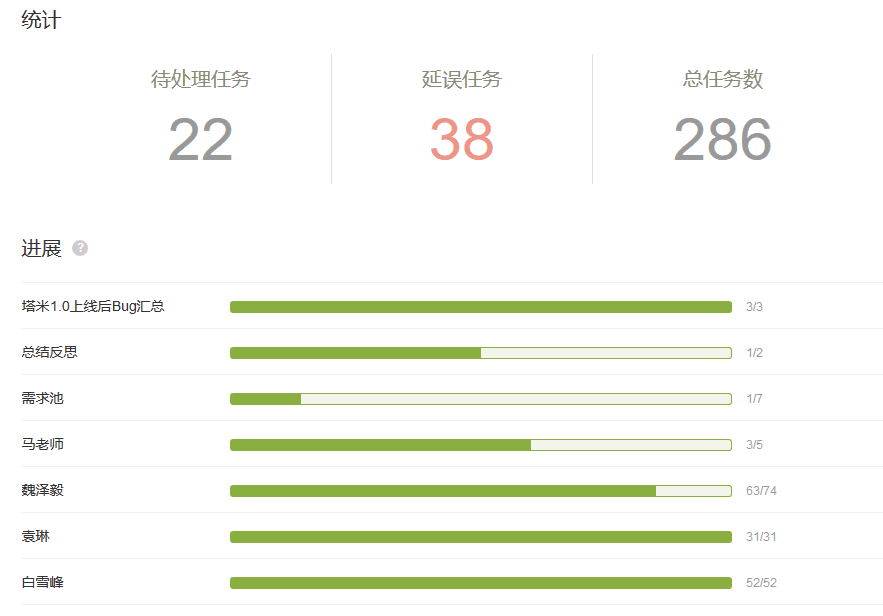 统计
待处理任务 延误任务 总任务数
22 38 286
进展 ?
塔米1.0上线后Bug汇总 3/3
总结反思 1/2
需求池 1/7
马老师 3/5
魏泽毅 63/74
袁琳 31/31
白雪峰 52/52